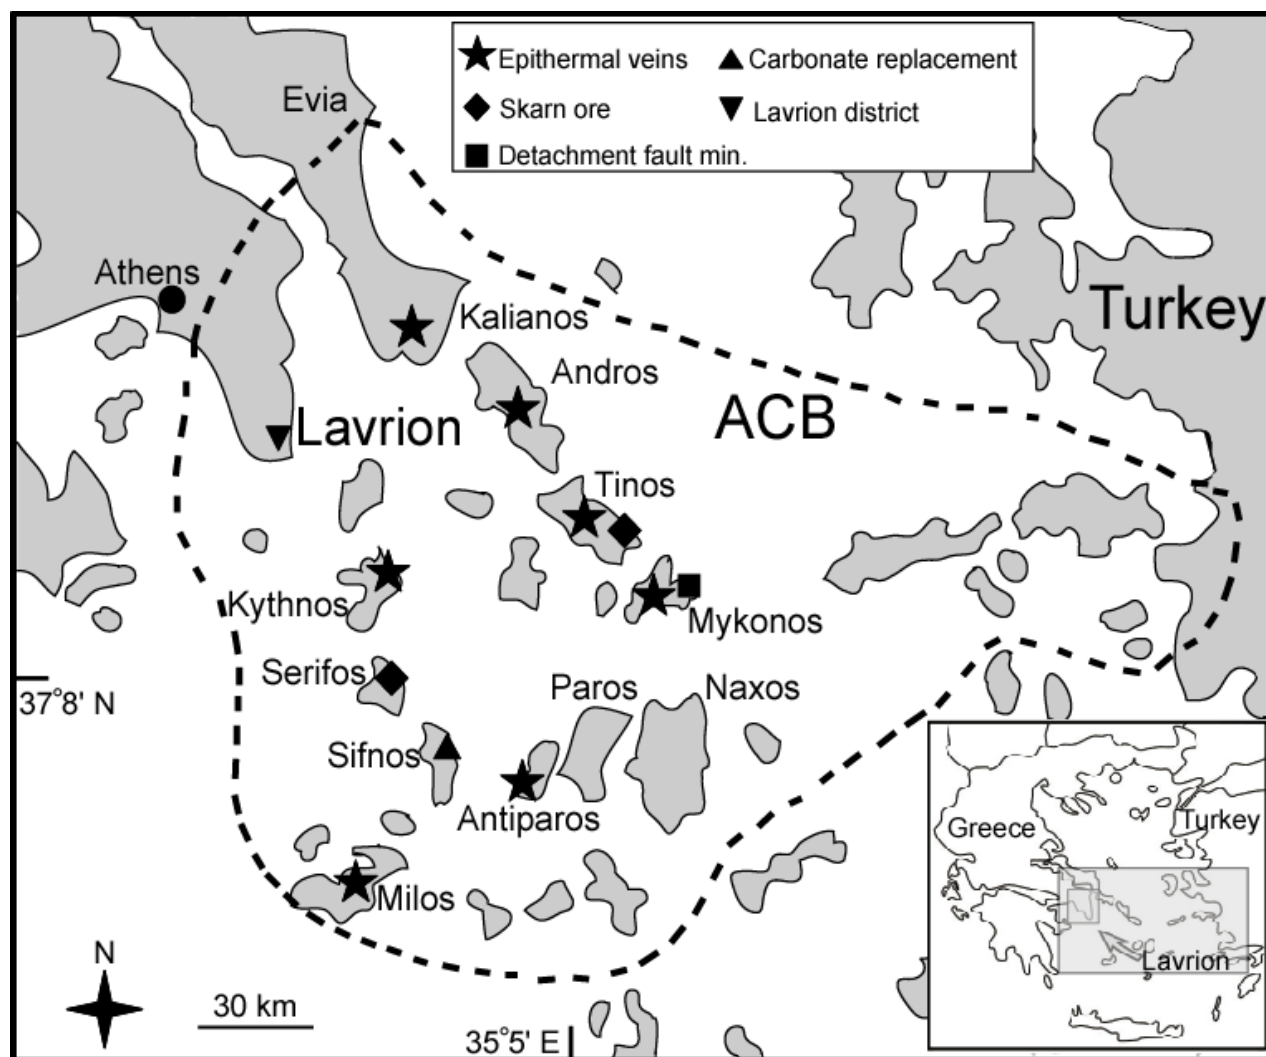 Epithermal veins
Carbonate replacement
Skarn ore
Lavrion district
Detachment fault min.
Evia
Athens
Kalianos
Turkey
Andros
ACB
Lavrion
Tinos
Kythnos
Mykonos
Serifos
37°8' N
Paros
Naxos
Sifnos
Antiparos
Milos
N
30 km
35°5' E
Greece
Turkey
Lavrion